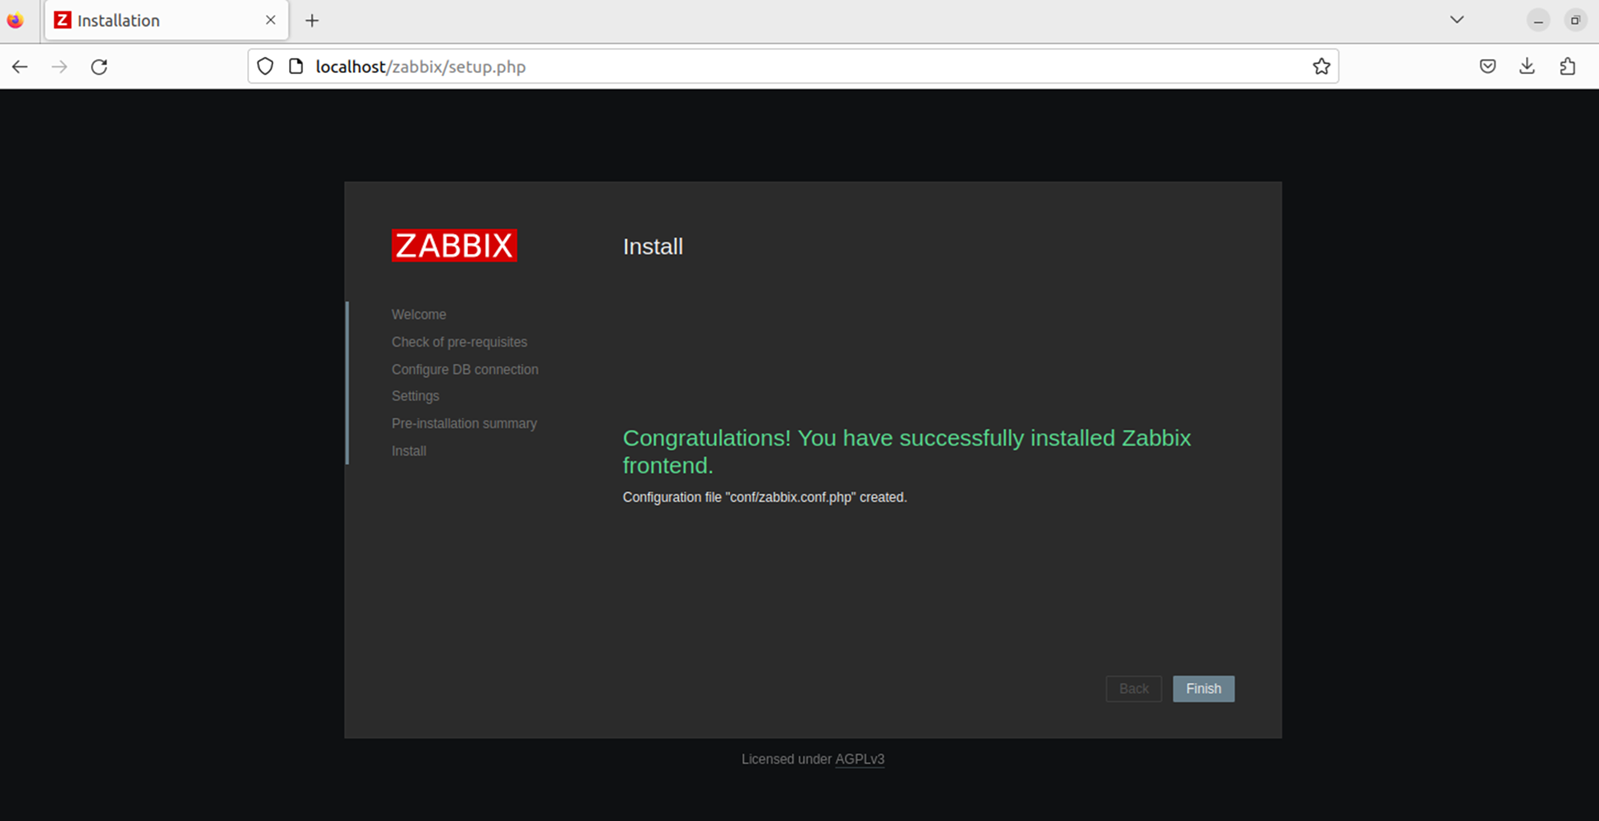 Z Installation
localhost/zabbix/setup.php
ZABBIX
Install
Welcome
Check of pre-requisites
Configure DB connection
Settings
Pre-installation summary
Install
Congratulations! You have successfully installed Zabbix
frontend.
Configuration file "conf/zabbix.conf.php" created.
Back
Finish
Licensed under AGPLv3